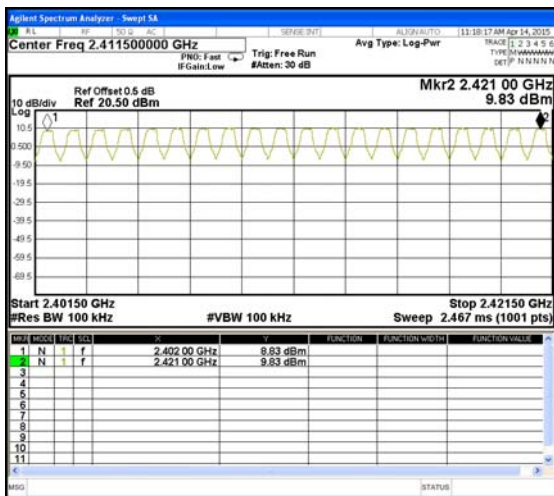 Agilent Spectrum Analyzer - Swept SA
RL RF 50 Ω AC SENSE:INT ALIGN AUTO 11:18:17 AM Apr 14, 2015
Center Freq 2.411500000 GHz
PNO: Fast
IFGain:Low
Trig: Free Run
#Atten: 30 dB
Avg Type: Log-Pwr
TRACE 1 2 3 4 5 6
TYPE M
DET P N N N N N
Mkr2 2.421 00 GHz
9.83 dBm
Ref Offset 0.5 dB
Ref 20.50 dBm
10 dB/div
Log
1
2
10.5
0.500
-9.50
-19.5
-29.5
-39.5
-49.5
-59.5
-69.5
Start 2.40150 GHz
Stop 2.42150 GHz
#Res BW 100 kHz
#VBW 100 kHz
Sweep 2.467 ms (1001 pts)
MKR MODE TRC SCL X Y FUNCTION FUNCTION WIDTH FUNCTION VALUE
1 N 1 f 2.402 00 GHz 8.83 dBm
2 N 1 f 2.421 00 GHz 9.83 dBm
3
4
5
6
7
8
9
10
11
MSG STATUS